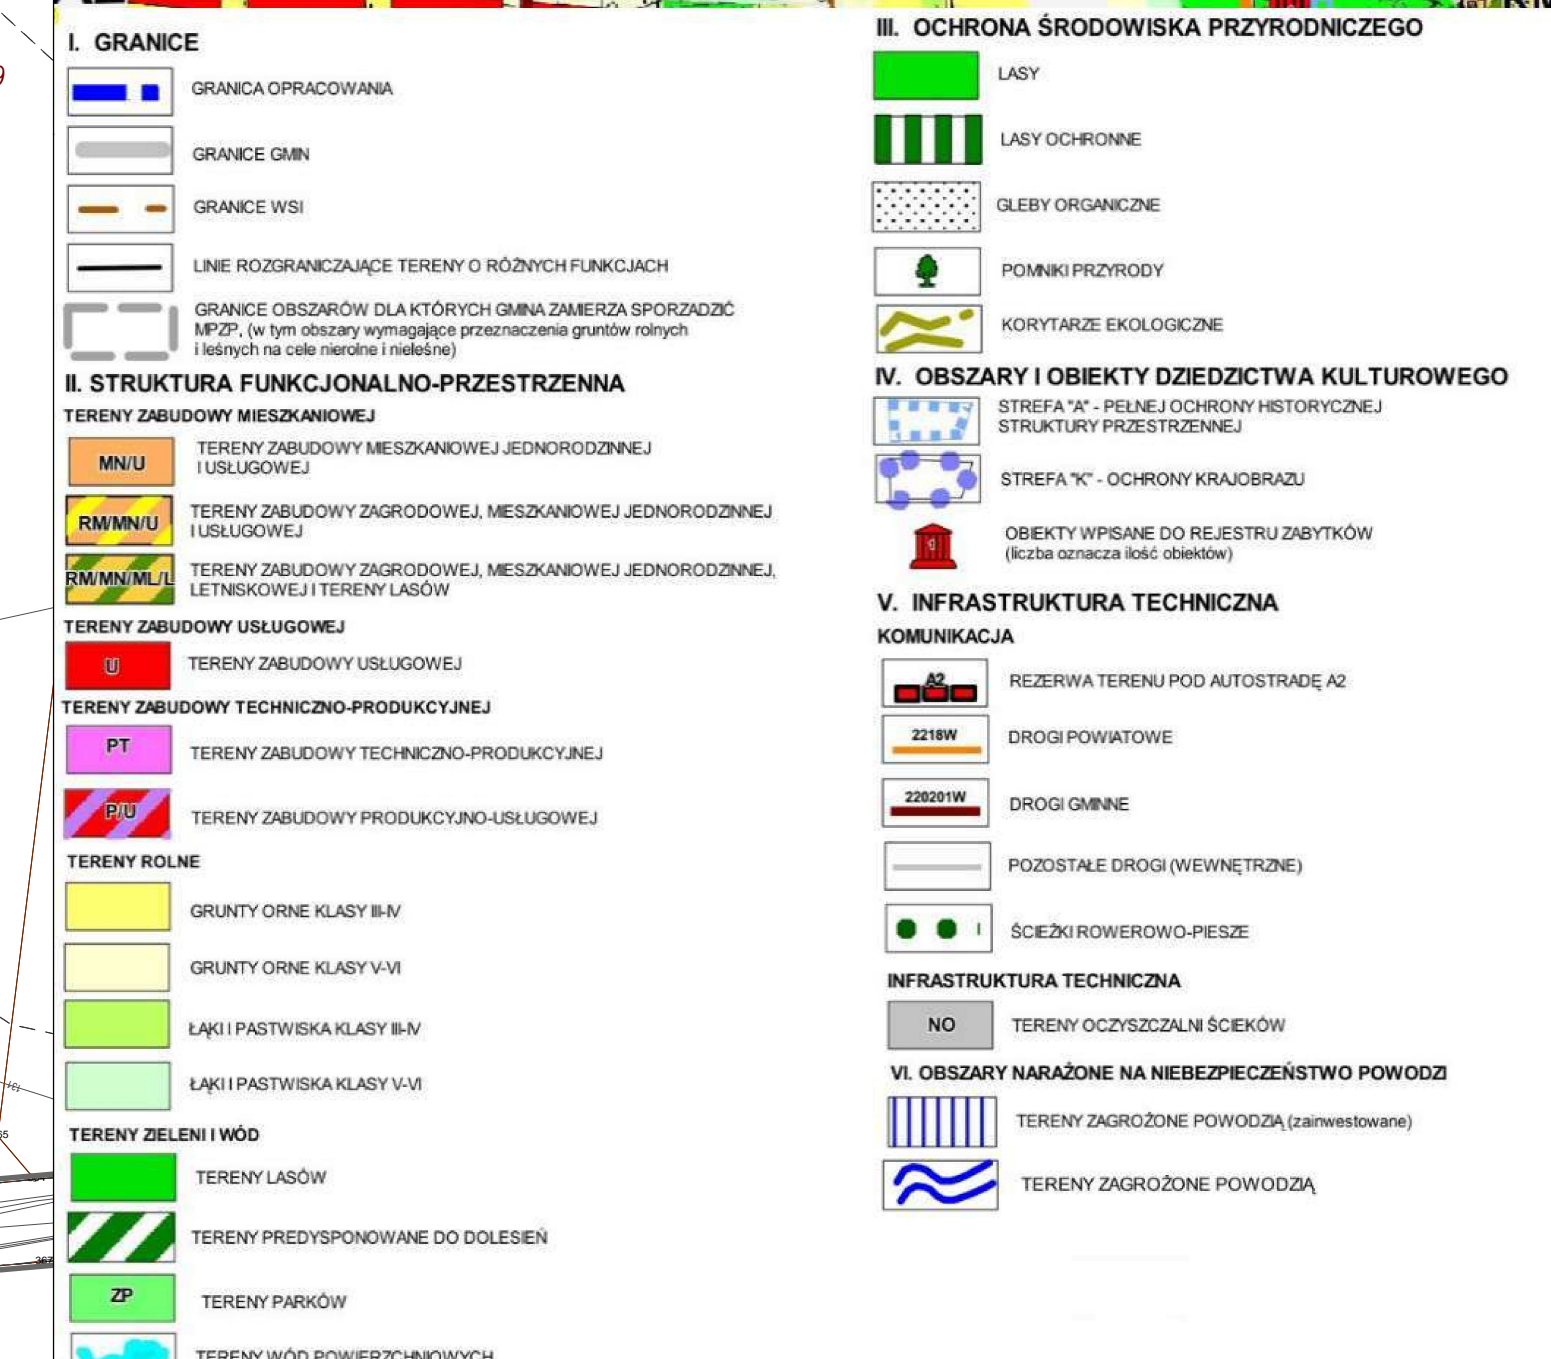 I. GRANICE
GRANICA OPRACOWANIA
GRANICE GMIN
GRANICE WSI
LINIE ROZGRANICZAJĄCE TERENY O RÓŻNYCH FUNKCJACH
GRANICE OBSZARÓW DLA KTÓRYCH GMINA ZAMIERZA SPORZADZIĆ
MPZP, (w tym obszary wymagające przeznaczenia gruntów rolnych
i leśnych na cele nierolne i nieleśne)
II. STRUKTURA FUNKCJONALNO-PRZESTRZENNA
TERENY ZABUDOWY MIESZKANIOWEJ
MN/U
TERENY ZABUDOWY MIESZKANIOWEJ JEDNORODZINNEJ
I USŁUGOWEJ
RM/MN/U
TERENY ZABUDOWY ZAGRODOWEJ, MIESZKANIOWEJ JEDNORODZINNEJ
I USŁUGOWEJ
RM/MN/ML/L
TERENY ZABUDOWY ZAGRODOWEJ, MIESZKANIOWEJ JEDNORODZINNEJ,
LETNISKOWEJ I TERENY LASÓW
TERENY ZABUDOWY USŁUGOWEJ
U
TERENY ZABUDOWY USŁUGOWEJ
TERENY ZABUDOWY TECHNICZNO-PRODUKCYJNEJ
PT
TERENY ZABUDOWY TECHNICZNO-PRODUKCYJNEJ
P/U
TERENY ZABUDOWY PRODUKCYJNO-USŁUGOWEJ
TERENY ROLNE
GRUNTY ORNE KLASY III-IV
GRUNTY ORNE KLASY V-VI
ŁĄKI I PASTWISKA KLASY III-IV
ŁĄKI I PASTWISKA KLASY V-VI
TERENY ZIELENI I WÓD
TERENY LASÓW
TERENY PREDYSPONOWANE DO DOLESIEŃ
ZP
TERENY PARKÓW
TERENY WÓD POWIERZCHNIOWYCH
III. OCHRONA ŚRODOWISKA PRZYRODNICZEGO
LASY
LASY OCHRONNE
GLEBY ORGANICZNE
POMNIKI PRZYRODY
KORYTARZE EKOLOGICZNE
IV. OBSZARY I OBIEKTY DZIEDZICTWA KULTUROWEGO
STREFA "A" - PEŁNEJ OCHRONY HISTORYCZNEJ
STRUKTURY PRZESTRZENNEJ
STREFA "K" - OCHRONY KRAJOBRAZU
1
OBIEKTY WPISANE DO REJESTRU ZABYTKÓW
(liczba oznacza ilość obiektów)
V. INFRASTRUKTURA TECHNICZNA
KOMUNIKACJA
A2
REZERWA TERENU POD AUTOSTRADĘ A2
2218W
DROGI POWIATOWE
220201W
DROGI GMINNE
POZOSTAŁE DROGI (WEWNĘTRZNE)
ŚCIEŻKI ROWEROWO-PIESZE
INFRASTRUKTURA TECHNICZNA
NO
TERENY OCZYSZCZALNI ŚCIEKÓW
VI. OBSZARY NARAŻONE NA NIEBEZPIECZEŃSTWO POWODZI
TERENY ZAGROŻONE POWODZIĄ (zainwestowane)
TERENY ZAGROŻONE POWODZIĄ